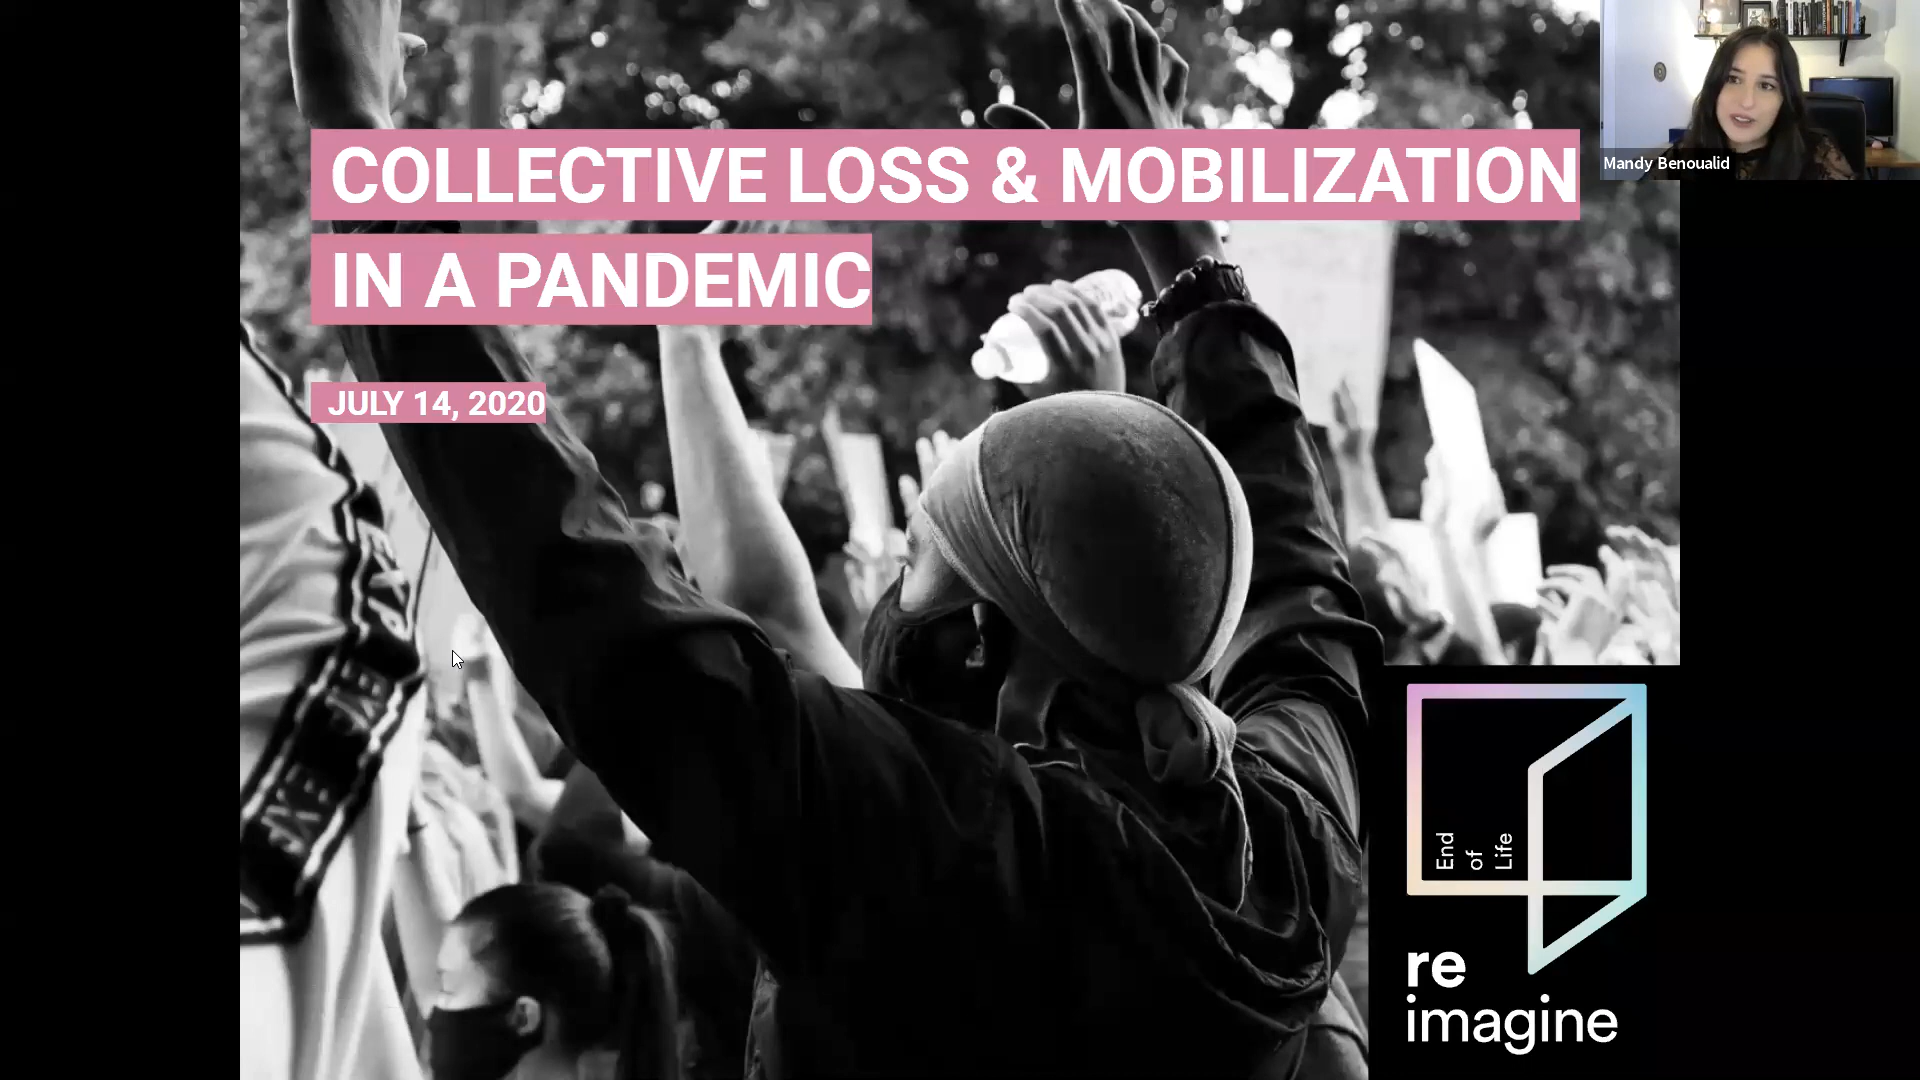 COLLECTIVE LOSS & MOBILIZATION
IN A PANDEMIC
JULY 14, 2020
Mandy Benoualid
End
of
Life
re
imagine